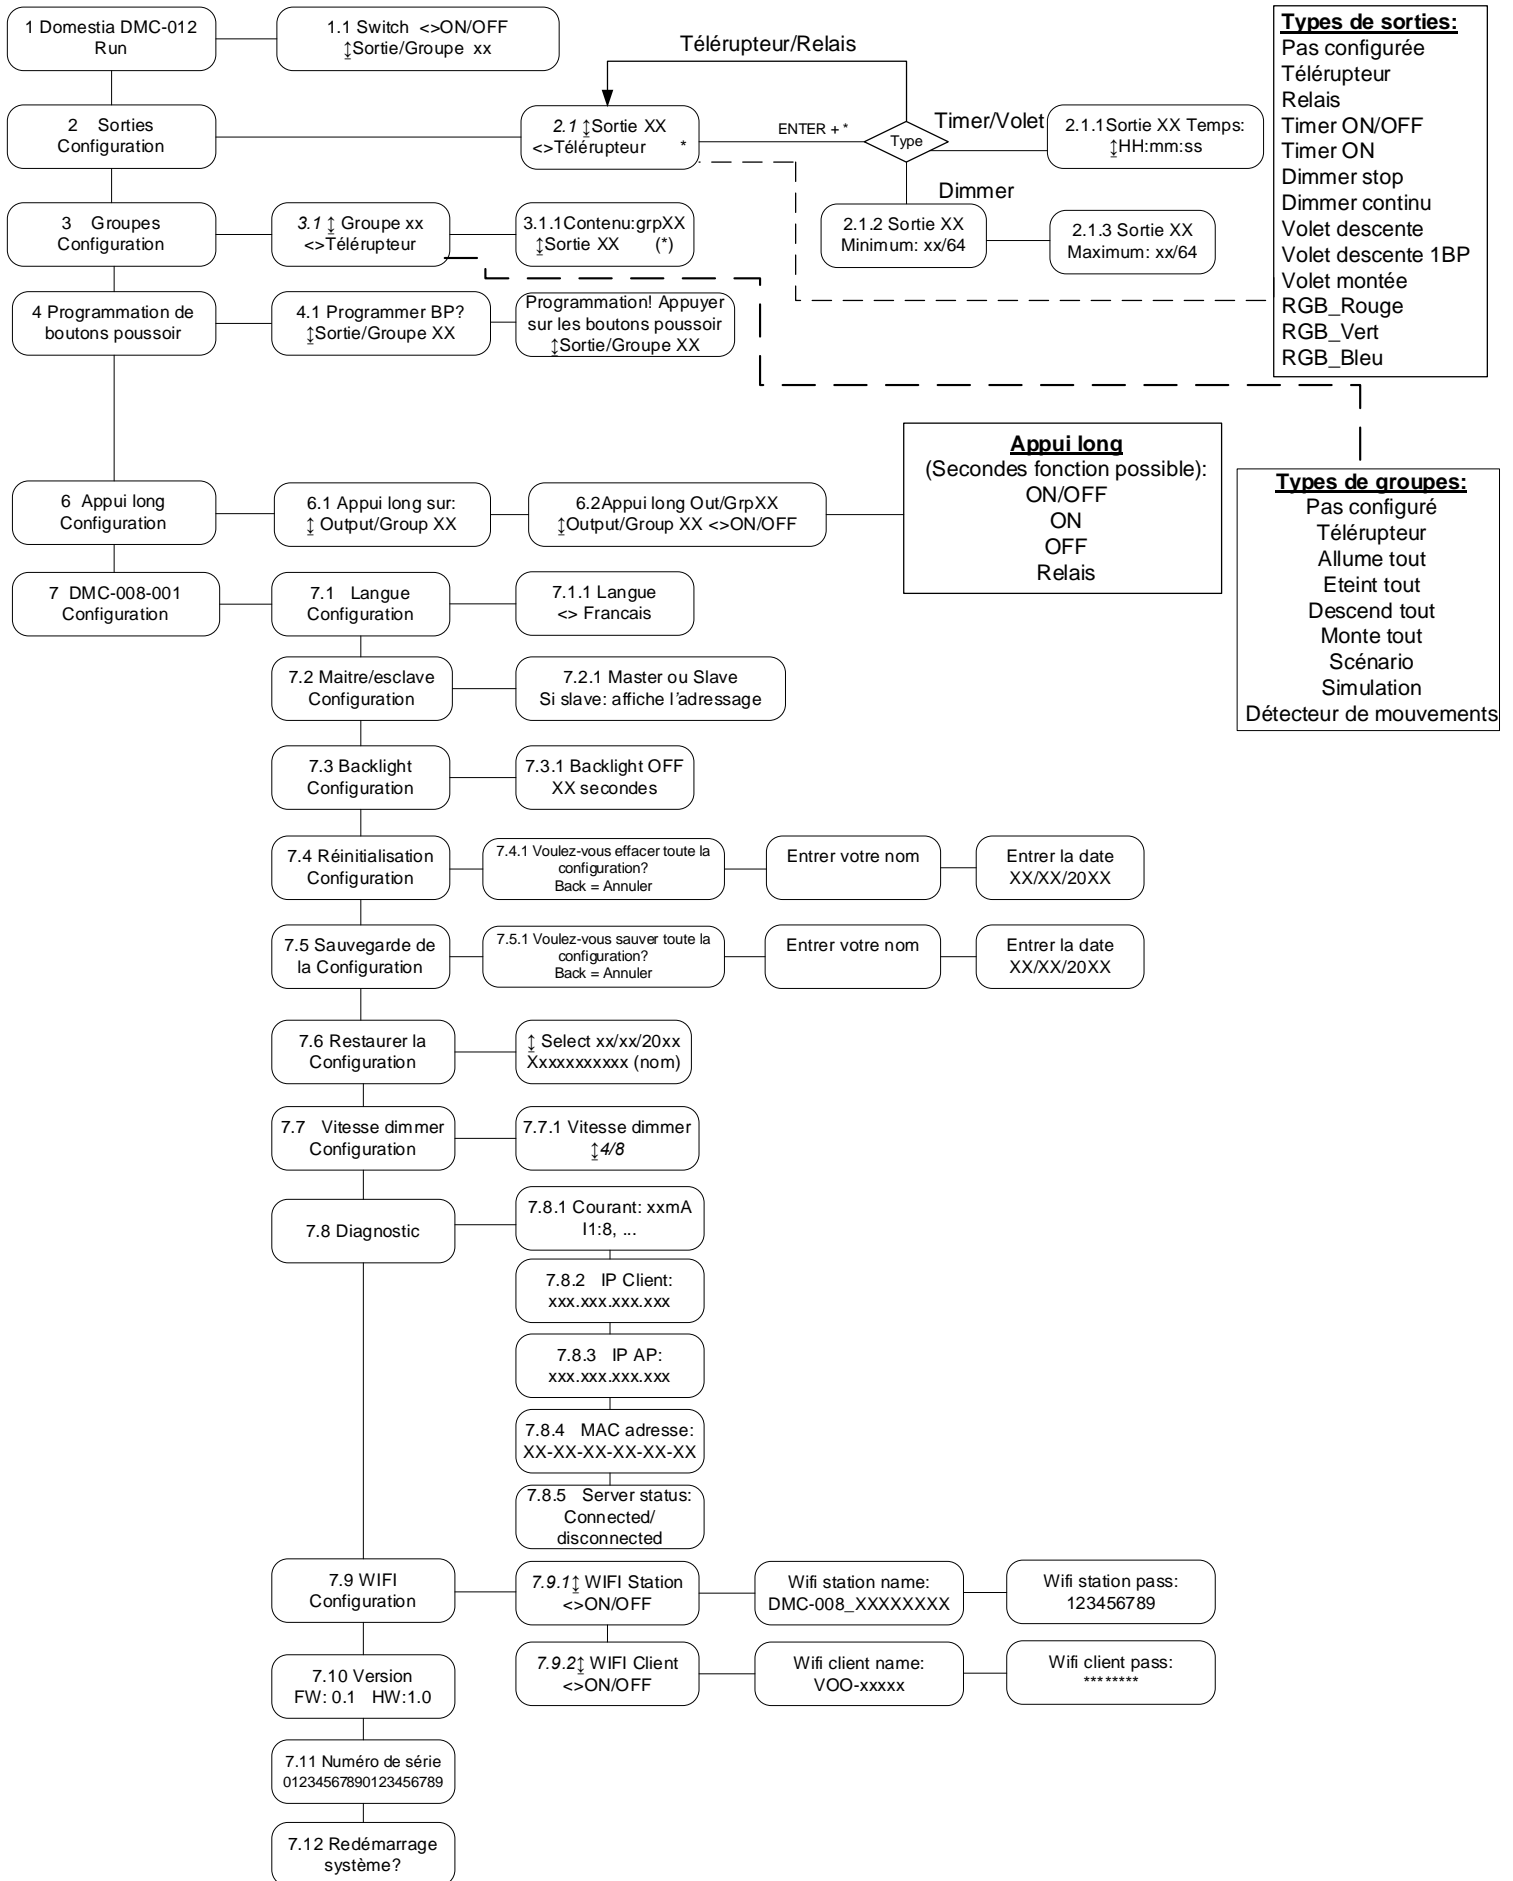 1 Domestia DMC-012
Run
1.1 Switch <>ON/OFF
↕Sortie/Groupe xx
Télérupteur/Relais
2 Sorties
Configuration
2.1 ↕Sortie XX
<>Télérupteur *
ENTER + *
Type
Timer/Volet
2.1.1Sortie XX Temps:
↕HH:mm:ss
Dimmer
2.1.2 Sortie XX
Minimum: xx/64
2.1.3 Sortie XX
Maximum: xx/64
Types de sorties:
Pas configurée
Télérupteur
Relais
Timer ON/OFF
Timer ON
Dimmer stop
Dimmer continu
Volet descente
Volet descente 1BP
Volet montée
RGB_Rouge
RGB_Vert
RGB_Bleu
3 Groupes
Configuration
3.1 ↕ Groupe xx
<>Télérupteur
3.1.1Contenu:grpXX
↕Sortie XX (*)
4 Programmation de
boutons poussoir
4.1 Programmer BP?
↕Sortie/Groupe XX
Programmation! Appuyer
sur les boutons poussoir
↕Sortie/Groupe XX
6 Appui long
Configuration
6.1 Appui long sur:
↕ Output/Group XX
6.2Appui long Out/GrpXX
↕Output/Group XX <>ON/OFF
Appui long
(Secondes fonction possible):
ON/OFF
ON
OFF
Relais
Types de groupes:
Pas configuré
Télérupteur
Allume tout
Eteint tout
Descend tout
Monte tout
Scénario
Simulation
Détecteur de mouvements
7 DMC-008-001
Configuration
7.1 Langue
Configuration
7.1.1 Langue
<> Francais
7.2 Maitre/esclave
Configuration
7.2.1 Master ou Slave
Si slave: affiche l'adressage
7.3 Backlight
Configuration
7.3.1 Backlight OFF
XX secondes
7.4 Réinitialisation
Configuration
7.4.1 Voulez-vous effacer toute la
configuration?
Back = Annuler
Entrer votre nom
Entrer la date
XX/XX/20XX
7.5 Sauvegarde de
la Configuration
7.5.1 Voulez-vous sauver toute la
configuration?
Back = Annuler
Entrer votre nom
Entrer la date
XX/XX/20XX
7.6 Restaurer la
Configuration
↕ Select xx/xx/20xx
Xxxxxxxxxxx (nom)
7.7 Vitesse dimmer
Configuration
7.7.1 Vitesse dimmer
↕4/8
7.8 Diagnostic
7.8.1 Courant: xxmA
I1:8, ...
7.8.2 IP Client:
xxx.xxx.xxx.xxx
7.8.3 IP AP:
xxx.xxx.xxx.xxx
7.8.4 MAC adresse:
XX-XX-XX-XX-XX-XX
7.8.5 Server status:
Connected/
disconnected
7.9 WIFI
Configuration
7.9.1↕ WIFI Station
<>ON/OFF
Wifi station name:
DMC-008_XXXXXXXX
Wifi station pass:
123456789
7.9.2↕ WIFI Client
<>ON/OFF
Wifi client name:
VOO-xxxxx
Wifi client pass:
********
7.10 Version
FW: 0.1 HW:1.0
7.11 Numéro de série
01234567890123456789
7.12 Redémarrage
système?